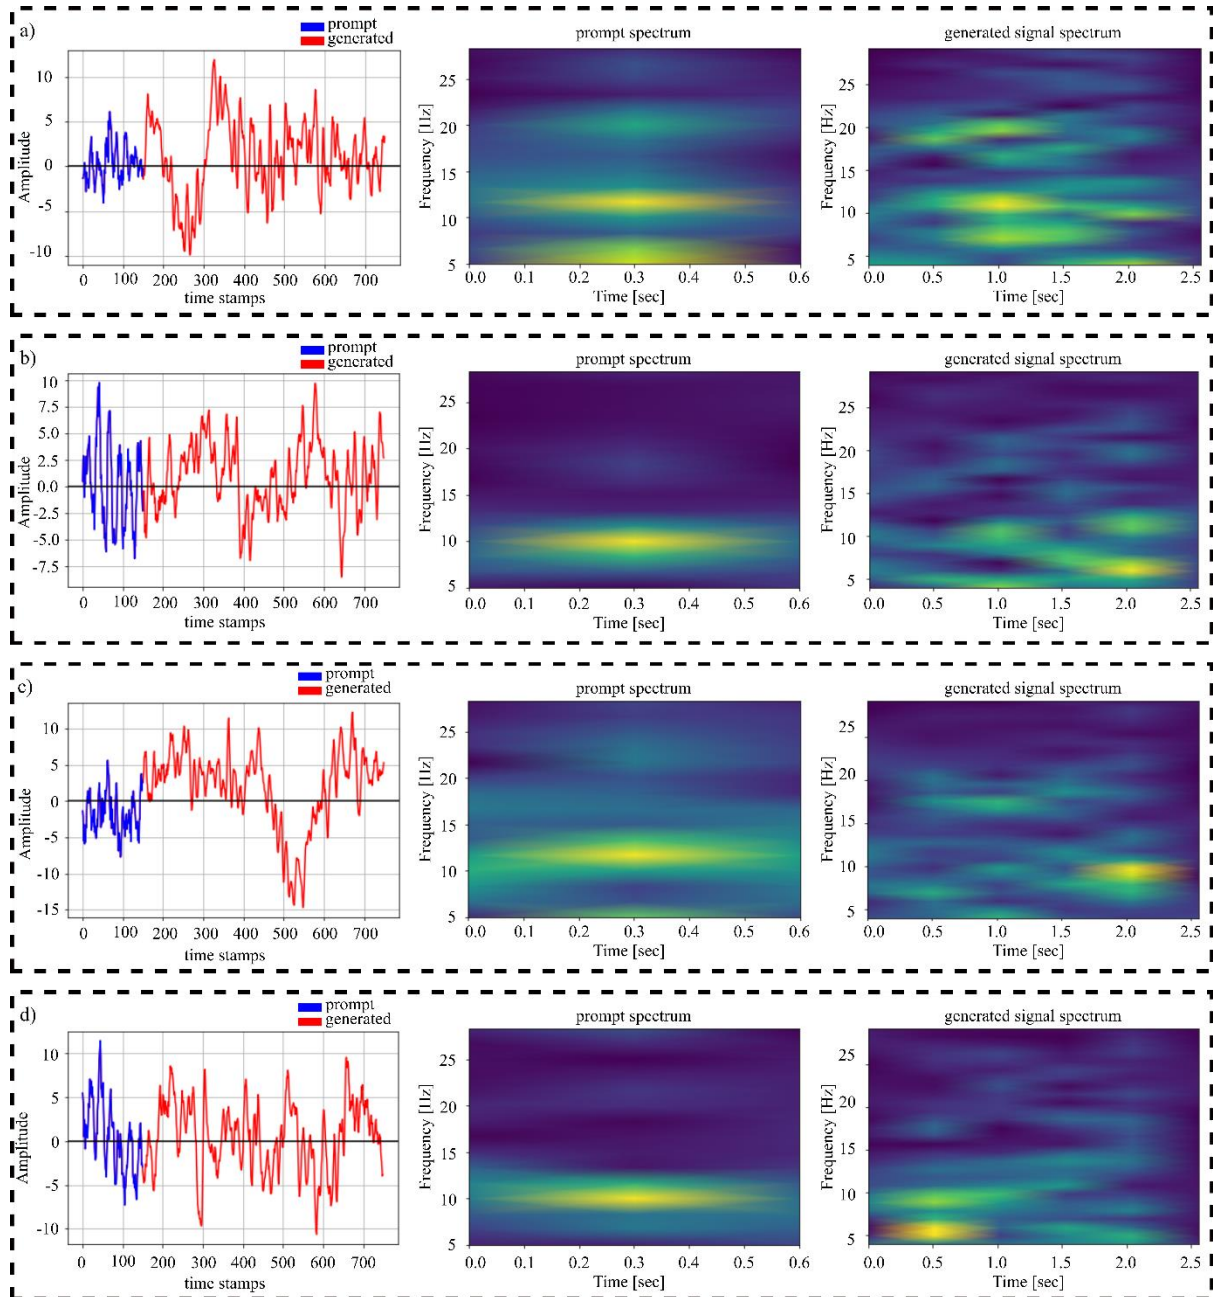 a)
prompt
generated
10
5
0
-5
-10
Amplitude
0 100 200 300 400 500 600 700
time stamps
prompt spectrum
25
20
15
10
5
Frequency [Hz]
0.0 0.1 0.2 0.3 0.4 0.5 0.6
Time [sec]
generated signal spectrum
25
20
15
10
5
Frequency [Hz]
0.0 0.5 1.0 1.5 2.0 2.5
Time [sec]
b)
prompt
generated
10
7.5
5.0
2.5
0.0
-2.5
-5.0
-7.5
Amplitude
0 100 200 300 400 500 600 700
time stamps
prompt spectrum
25
20
15
10
5
Frequency [Hz]
0.0 0.1 0.2 0.3 0.4 0.5 0.6
Time [sec]
generated signal spectrum
25
20
15
10
5
Frequency [Hz]
0.0 0.5 1.0 1.5 2.0 2.5
Time [sec]
c)
prompt
generated
10
5
0
-5
-10
-15
Amplitude
0 100 200 300 400 500 600 700
time stamps
prompt spectrum
25
20
15
10
5
Frequency [Hz]
0.0 0.1 0.2 0.3 0.4 0.5 0.6
Time [sec]
generated signal spectrum
25
20
15
10
5
Frequency [Hz]
0.0 0.5 1.0 1.5 2.0 2.5
Time [sec]
d)
prompt
generated
10
5
0
-5
-10
Amplitude
0 100 200 300 400 500 600 700
time stamps
prompt spectrum
25
20
15
10
5
Frequency [Hz]
0.0 0.1 0.2 0.3 0.4 0.5 0.6
Time [sec]
generated signal spectrum
25
20
15
10
5
Frequency [Hz]
0.0 0.5 1.0 1.5 2.0 2.5
Time [sec]